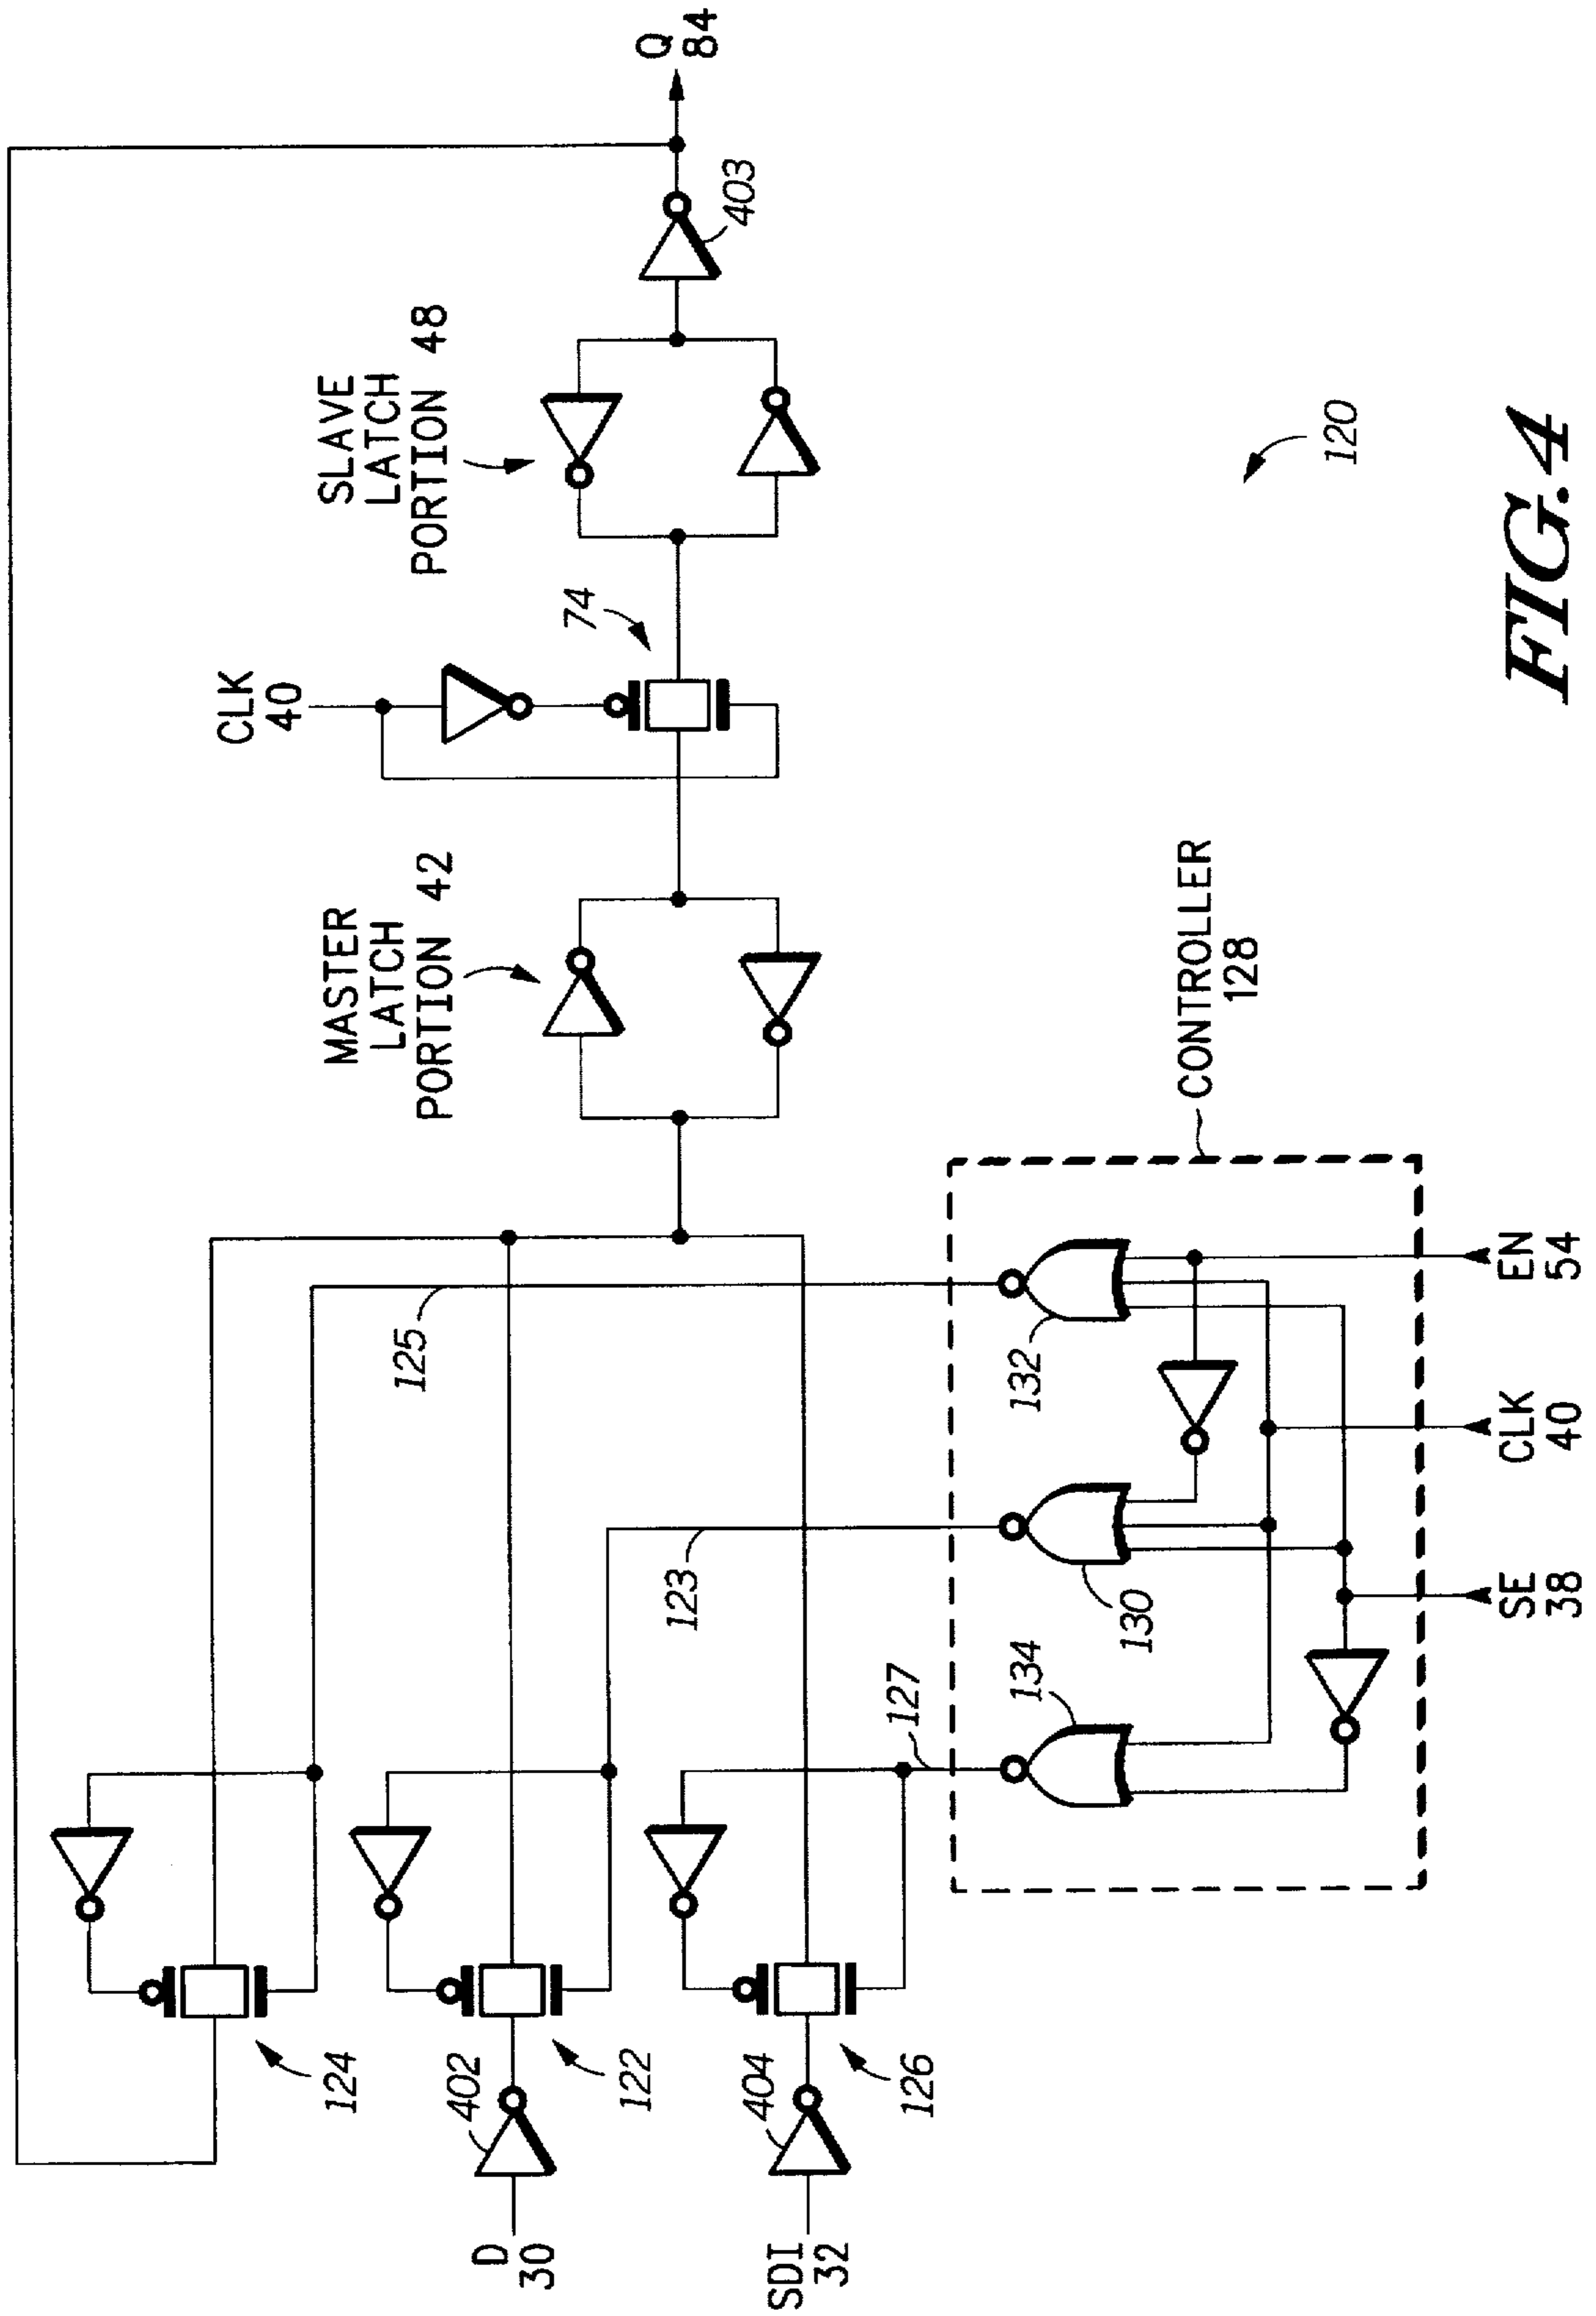 Q
84
403
SLAVE
LATCH
PORTION 48
74
CLK
40
MASTER
LATCH
PORTION 42
120
CONTROLLER
128
125
123
127
132
130
134
EN
54
CLK
40
SE
38
124
402
122
404
126
D
30
SDI
32
FIG.4